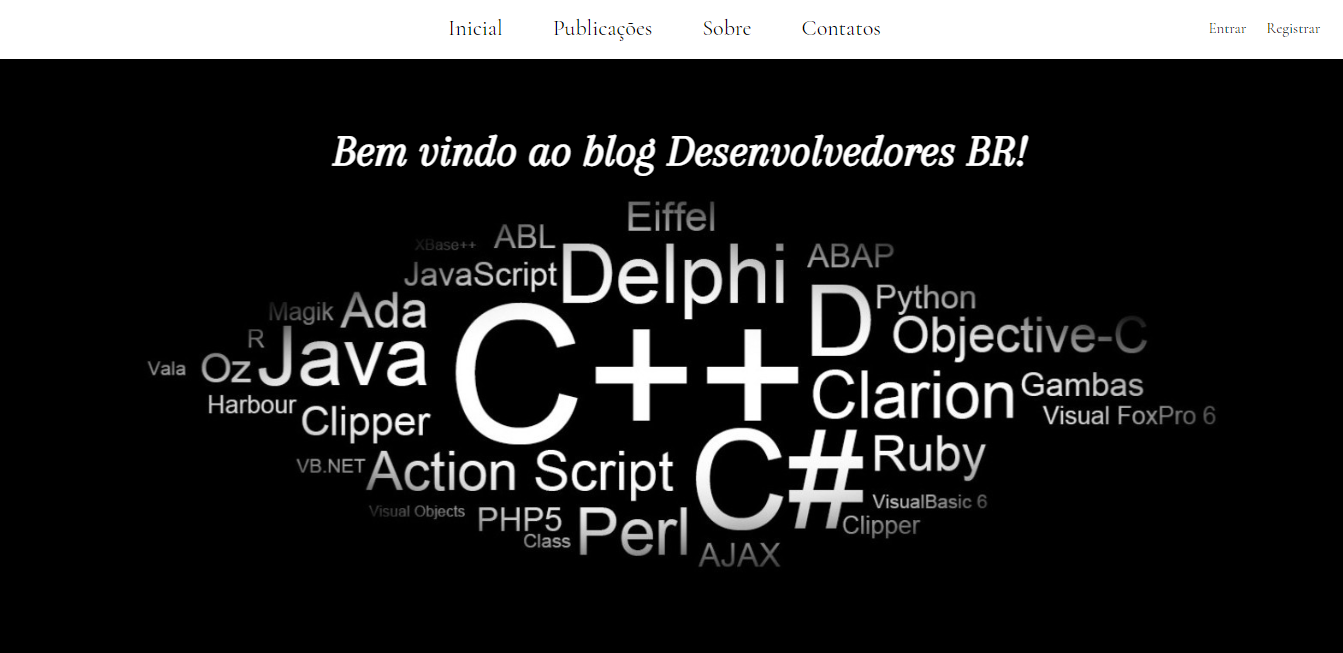 Inicial Publicações Sobre Contatos Entrar Registrar
Bem vindo ao blog Desenvolvedores BR!
Eiffel
XBase++ ABL
Delphi
ABAP
JavaScript
Magik Ada
D
Python
R
Java
C++
Objective-C
Vala Oz
Clarion
Gambas
Harbour
Clipper
Visual FoxPro 6
VB.NET
Action Script
C#
Ruby
Visual Objects
PHP5
VisualBasic 6
Class
Perl
Clipper
AJAX